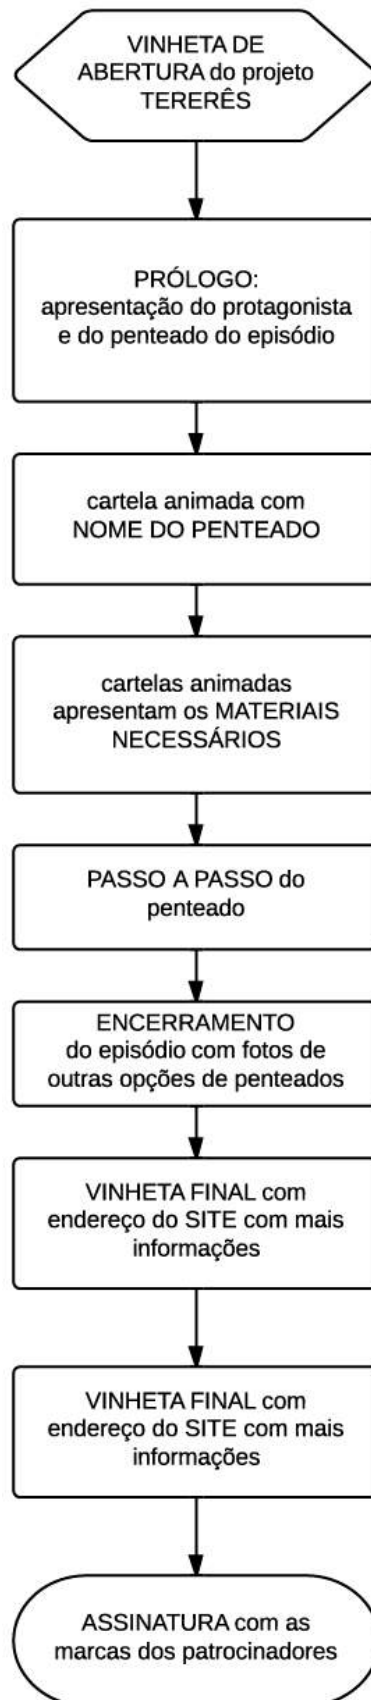 VINHETA DE
ABERTURA do projeto
TERERÊS
PRÓLOGO:
apresentação do protagonista
e do penteado do episódio
cartela animada com
NOME DO PENTEADO
cartelas animadas
apresentam os MATERIAIS
NECESSÁRIOS
PASSO A PASSO do
penteado
ENCERRAMENTO
do episódio com fotos de
outras opções de penteados
VINHETA FINAL com
endereço do SITE com mais
informações
VINHETA FINAL com
endereço do SITE com mais
informações
ASSINATURA com as
marcas dos patrocinadores